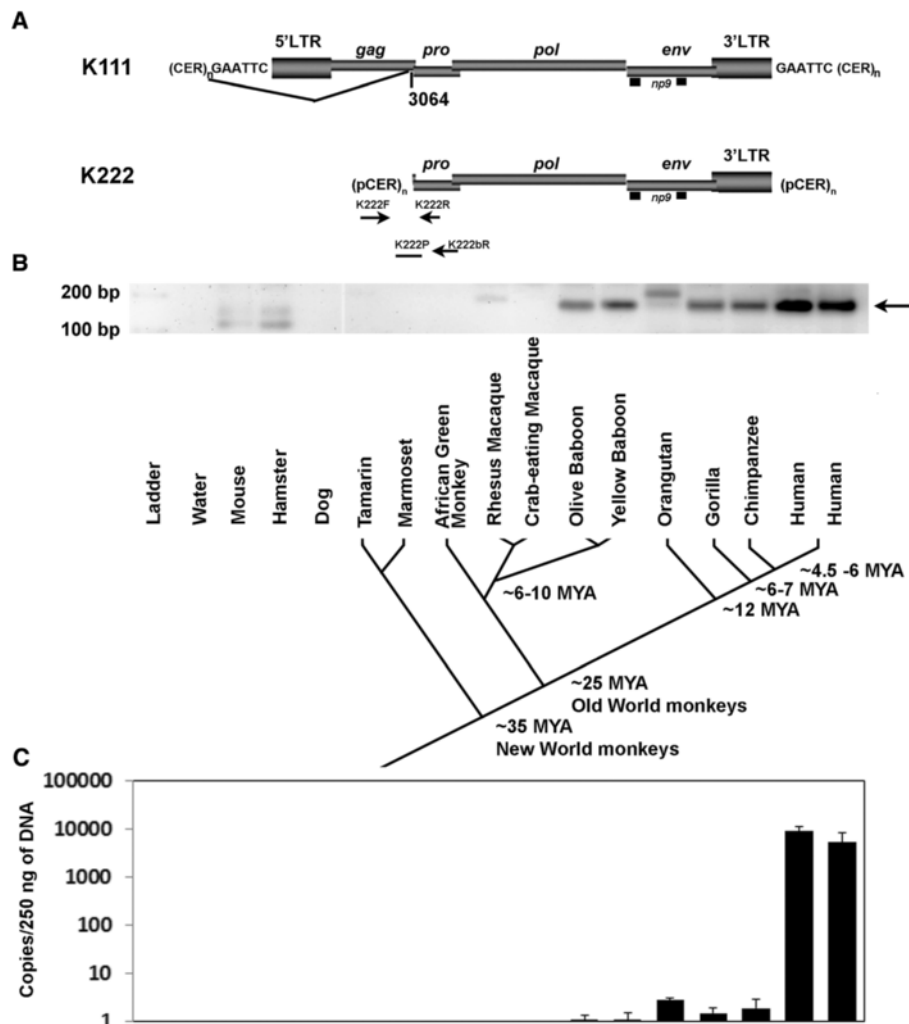 A
K111
5'LTR gag pro pol env 3'LTR
(CER)nGAATTC
GAATTC (CER)n
np9
3064
K222
pro pol env 3'LTR
(pCER)n
(pCER)n
np9
K222F K222R
K222P K222bR
B
200 bp
100 bp
Ladder
Water
Mouse
Hamster
Dog
Tamarin
Marmoset
African Green
Monkey
Rhesus Macaque
Crab-eating Macaque
Olive Baboon
Yellow Baboon
Orangutan
Gorilla
Chimpanzee
Human
Human
~4.5 -6 MYA
~6-7 MYA
~12 MYA
~6-10 MYA
~25 MYA
Old World monkeys
~35 MYA
New World monkeys
C
Copies/250 ng of DNA
100000
10000
1000
100
10
1